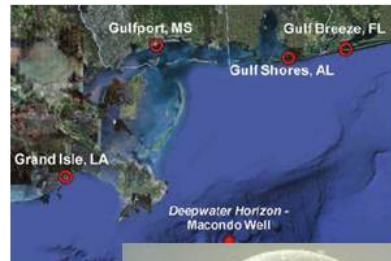 Gulfport, MS
Gulf Breeze, FL
Gulf Shores, AL
Grand Isle, LA
Deepwater Horizon -
Macondo Well